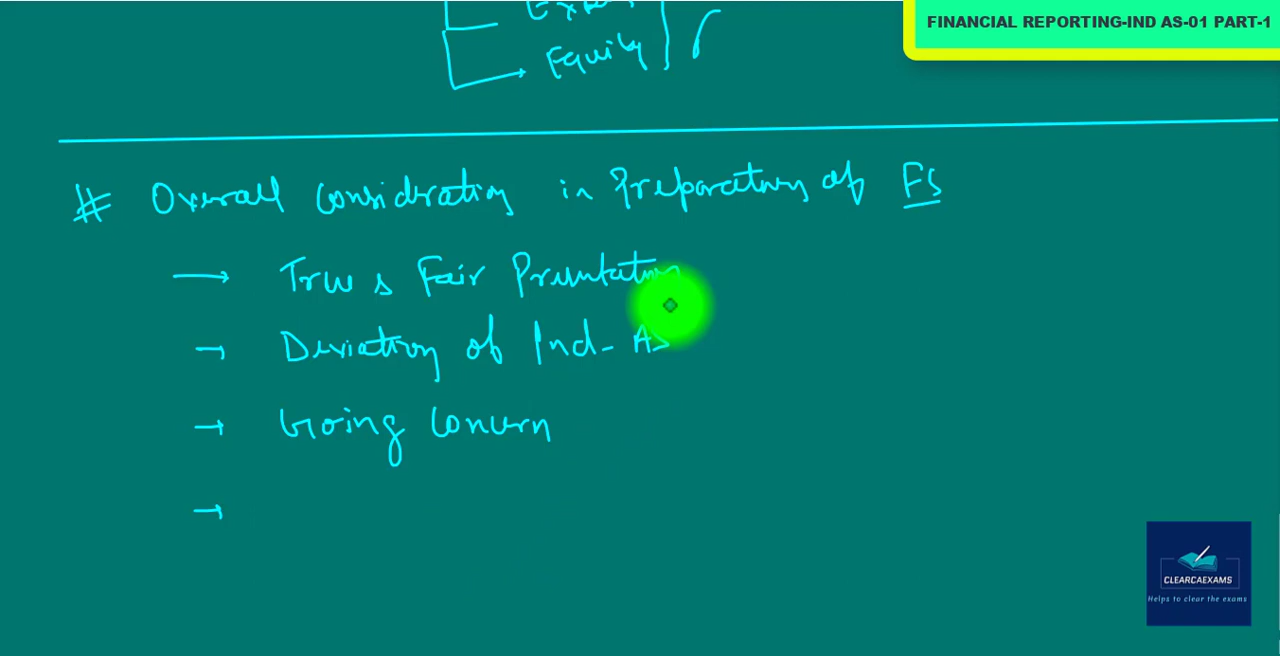 FINANCIAL REPORTING-IND AS-01 PART-1
Equity
# Overall Consideration in Preparation of FS
→ True & Fair Presentation
→ Deviation of Ind-AS
→ Going Concern
→
CLEARCAEXAMS
Helps to clear the exams